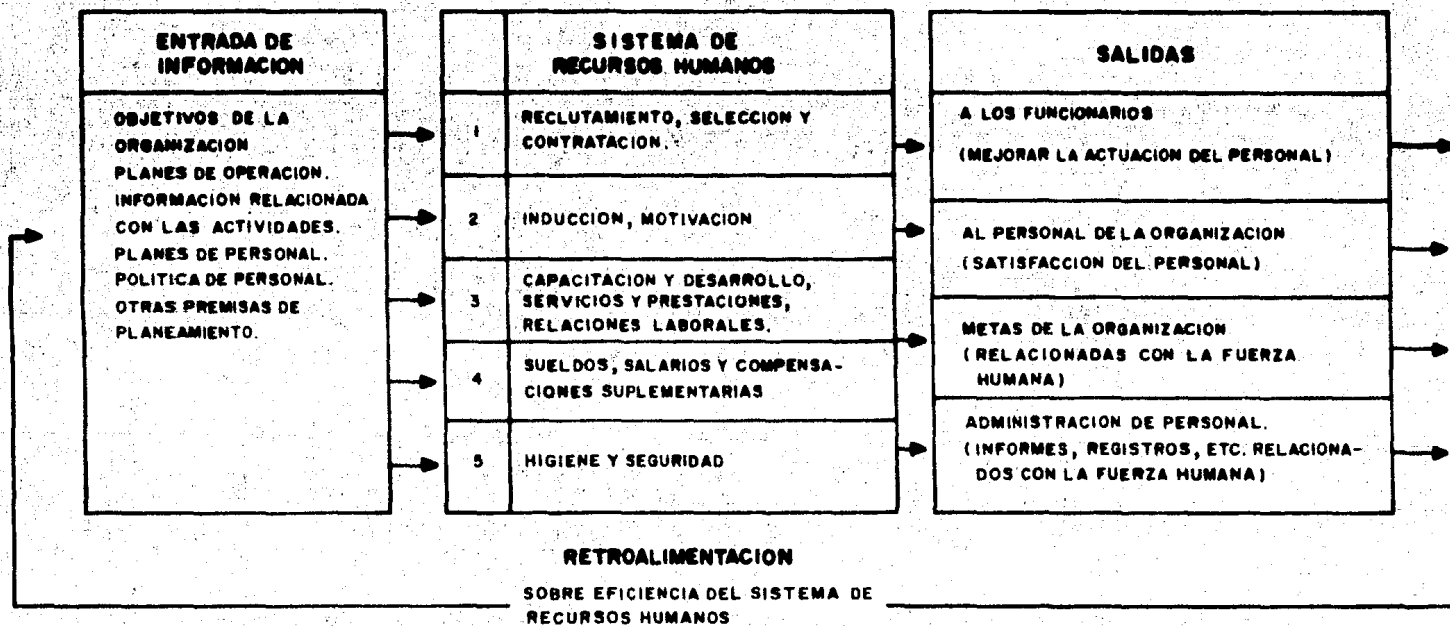 ENTRADA DE
INFORMACION
OBJETIVOS DE LA
ORGANIZACION
PLANES DE OPERACION.
INFORMACION RELACIONADA
CON LAS ACTIVIDADES.
PLANES DE PERSONAL.
POLITICA DE PERSONAL.
OTRAS PREMISAS DE
PLANEAMIENTO.
SISTEMA DE
RECURSOS HUMANOS
1 RECLUTAMIENTO, SELECCION Y
CONTRATACION.
2 INDUCCION, MOTIVACION
3 CAPACITACION Y DESARROLLO,
SERVICIOS Y PRESTACIONES,
RELACIONES LABORALES.
4 SUELDOS, SALARIOS Y COMPENSA-
CIONES SUPLEMENTARIAS
5 HIGIENE Y SEGURIDAD
SALIDAS
A LOS FUNCIONARIOS
(MEJORAR LA ACTUACION DEL PERSONAL)
AL PERSONAL DE LA ORGANIZACION
(SATISFACCION DEL PERSONAL)
METAS DE LA ORGANIZACION
(RELACIONADAS CON LA FUERZA
HUMANA)
ADMINISTRACION DE PERSONAL.
(INFORMES, REGISTROS, ETC. RELACIONA-
DOS CON LA FUERZA HUMANA)
RETROALIMENTACION
SOBRE EFICIENCIA DEL SISTEMA DE
RECURSOS HUMANOS